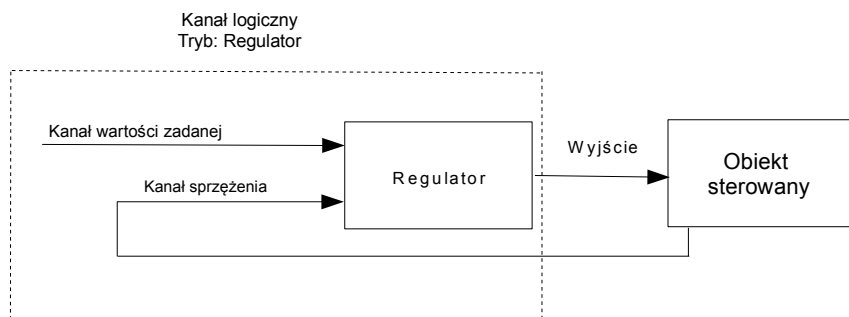 Kanał logiczny
Tryb: Regulator
Kanał wartości zadanej
Kanał sprzężenia
Regulator
Wyjście
Obiekt
sterowany